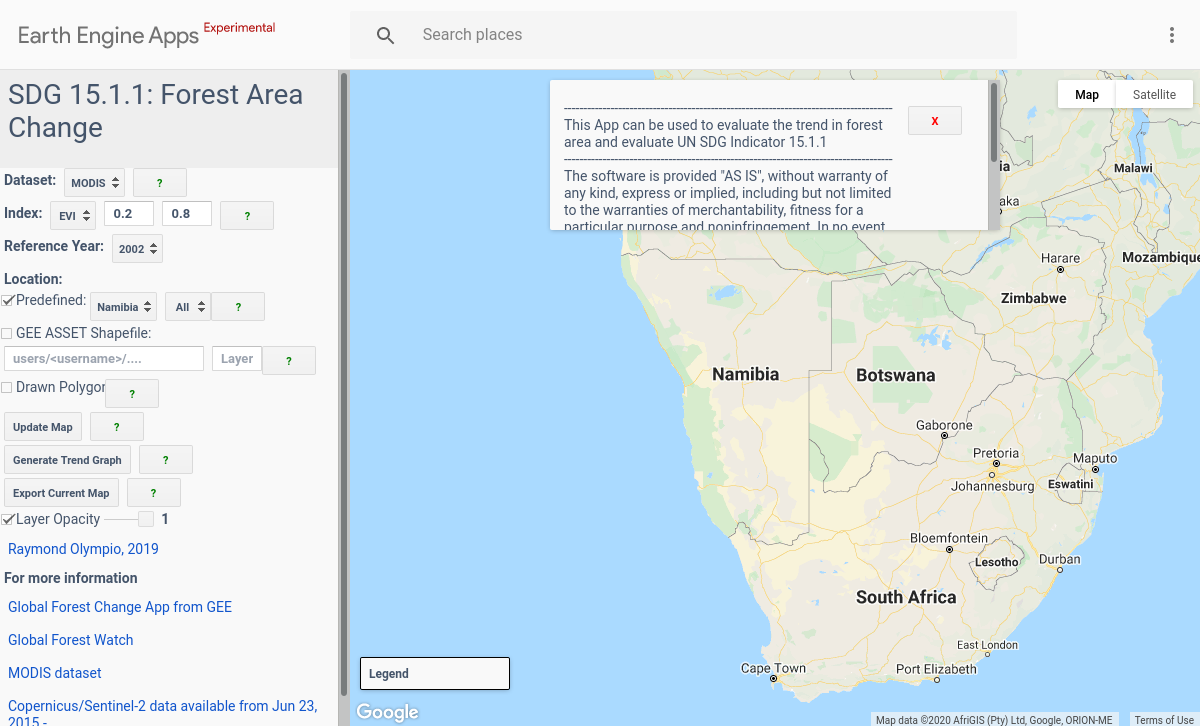 Earth Engine Apps Experimental
Search places
SDG 15.1.1: Forest Area
Change
Dataset: MODIS ?
Index: EVI 0.2 0.8 ?
Reference Year: 2002
Location:
Predefined: Namibia All ?
GEE ASSET Shapefile:
users/<username>/.... Layer ?
Drawn Polygon ?
Update Map ?
Generate Trend Graph ?
Export Current Map ?
Layer Opacity 1
Raymond Olympio, 2019
For more information
Global Forest Change App from GEE
Global Forest Watch
MODIS dataset
Copernicus/Sentinel-2 data available from Jun 23,
2015 -
--------------------------------------------------------------------------------
This App can be used to evaluate the trend in forest
area and evaluate UN SDG Indicator 15.1.1
--------------------------------------------------------------------------------
The software is provided "AS IS", without warranty of
any kind, express or implied, including but not limited
to the warranties of merchantability, fitness for a
particular purpose and noninfringement. In no event
X
Map Satellite
ia
Malawi
aka
Harare
Mozambique
Zimbabwe
Namibia
Botswana
Gaborone
Pretoria
Maputo
Johannesburg
Eswatini
Bloemfontein
Lesotho
Durban
South Africa
East London
Cape Town
Port Elizabeth
Legend
Google
Map data ©2020 AfriGIS (Pty) Ltd, Google, ORION-ME
Terms of Use